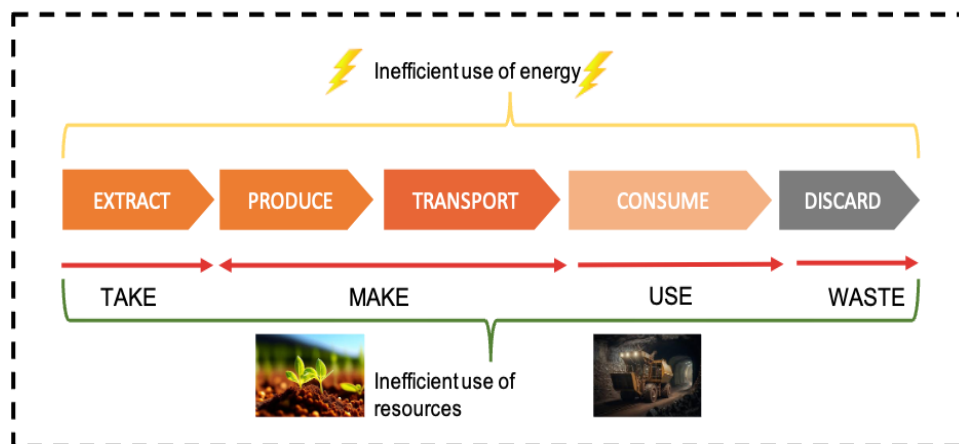 Inefficient use of energy
EXTRACT
PRODUCE
TRANSPORT
CONSUME
DISCARD
TAKE
MAKE
USE
WASTE
Inefficient use of
resources